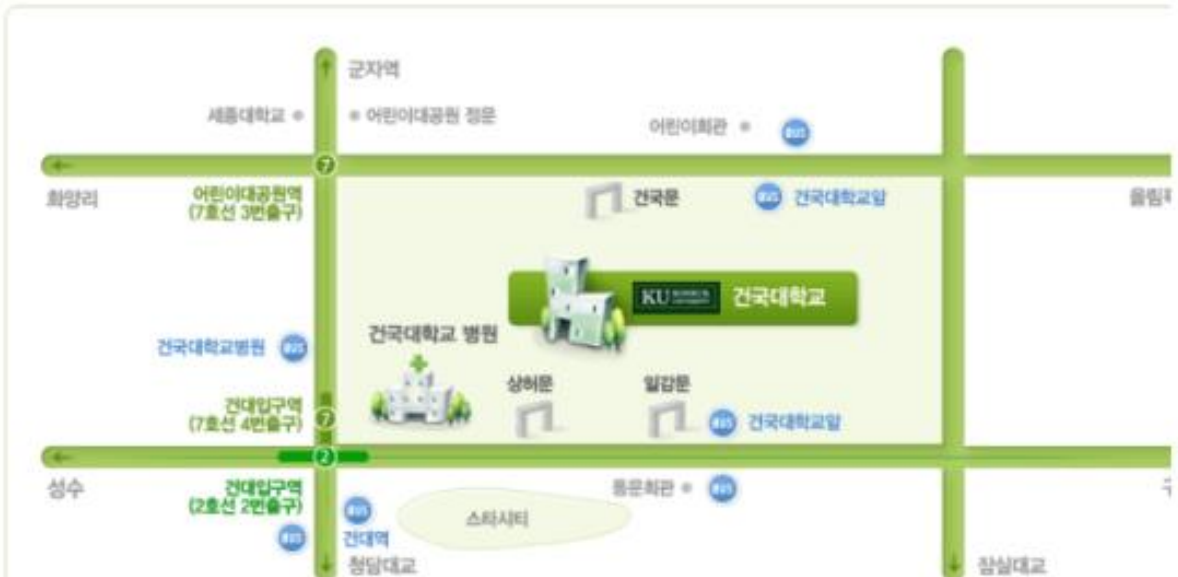 군자역
세종대학교
어린이대공원 정문
어린이회관
BUS
7
화양리
어린이대공원역
(7호선 3번출구)
건국문
BUS
건국대학교앞
올림픽
KU
건국대학교
건국대학교병원
BUS
건국대학교 병원
상허문
일감문
건대입구역
(7호선 4번출구)
7
BUS
건국대학교앞
2
성수
건대입구역
(2호선 2번출구)
BUS
BUS
건대역
스타시티
동문회관
BUS
청담대교
잠실대교